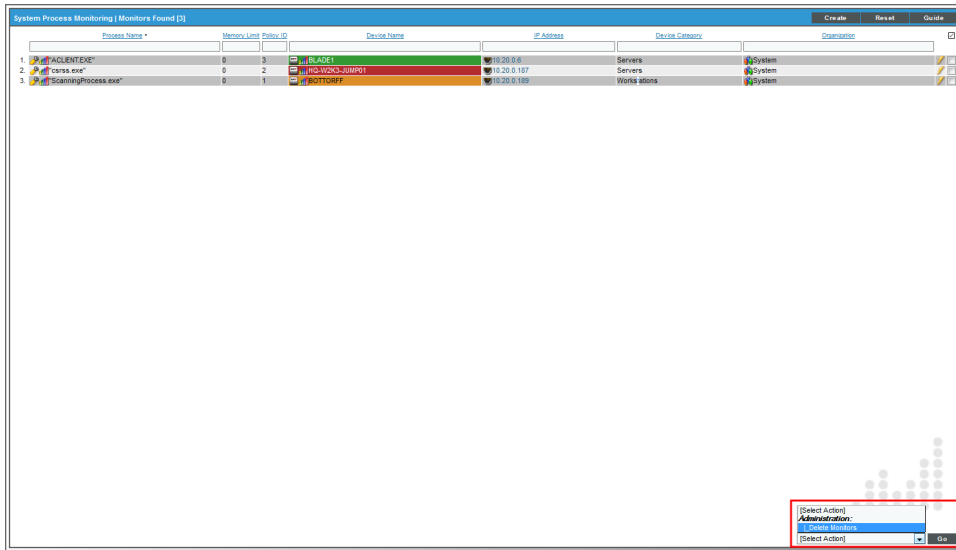 System Process Monitoring | Monitors Found [3] Create Reset Guide
Process Name • Memory Limit Policy ID Device Name IP Address Device Category Organization
1. "ACLIENT.EXE" 0 3 BLADE1 10.20.0.6 Servers System
2. "csrss.exe" 0 2 HQ-W2K3-JUMP01 10.20.0.187 Servers System
3. "ScanningProcess.exe" 0 1 BOTTORFF 10.20.0.189 Workstations System
[Select Action]
Administration:
Delete Monitors
[Select Action] Go